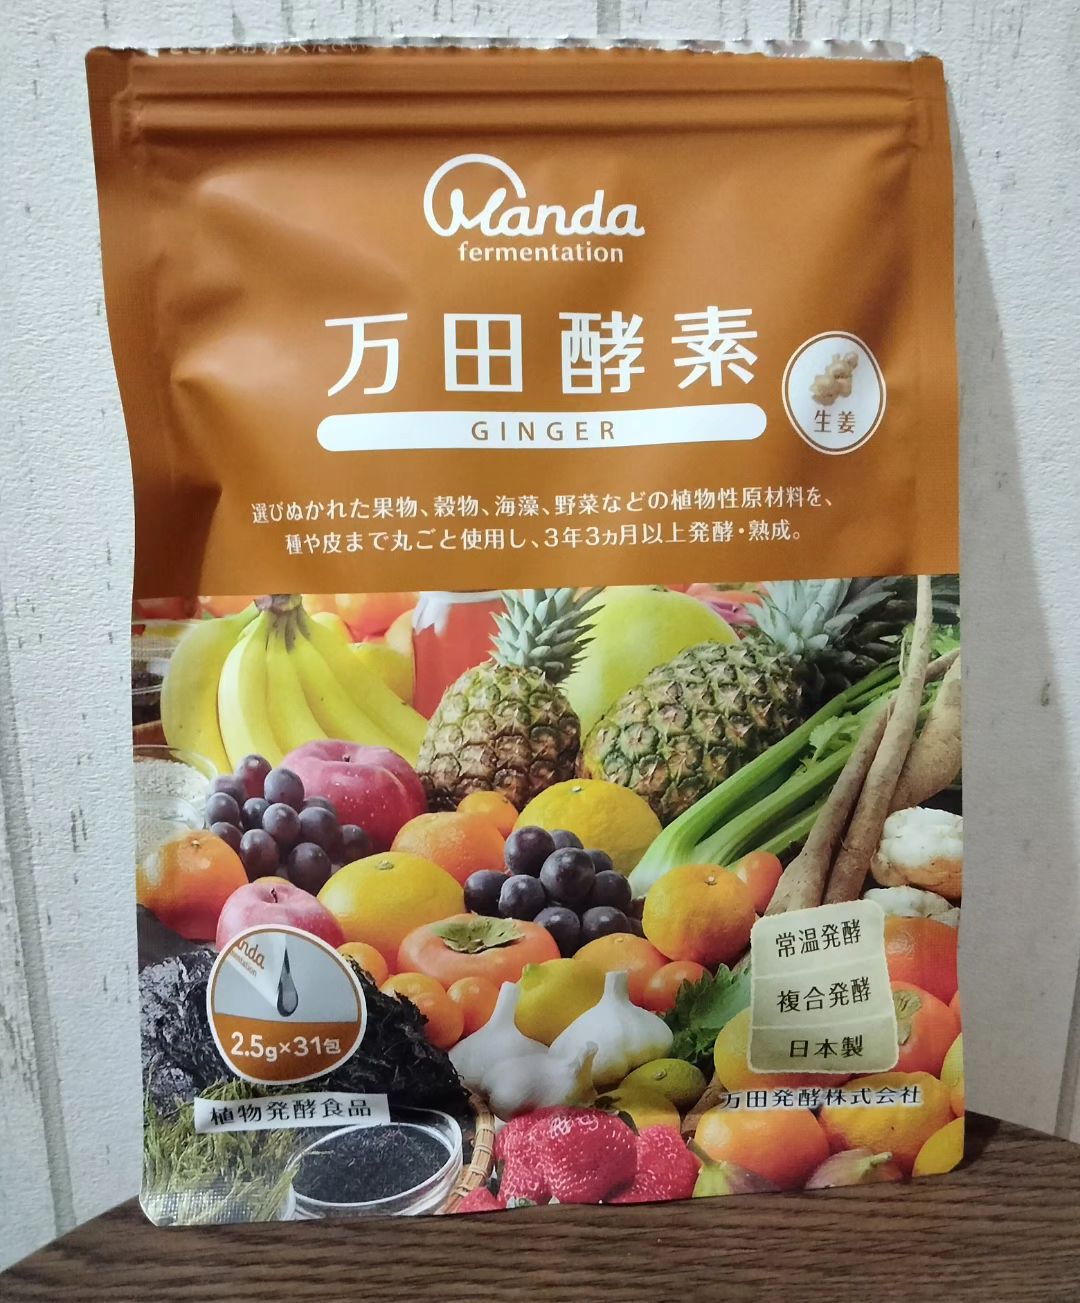 Manda
fermentation
万田酵素
GINGER
生姜
選びぬかれた果物、穀物、海藻、野菜などの植物性原材料を、
種や皮まで丸ごと使用し、3年3ヵ月以上発酵・熟成。
常温発酵
複合発酵
日本製
2.5g×31包
植物発酵食品
万田発酵株式会社